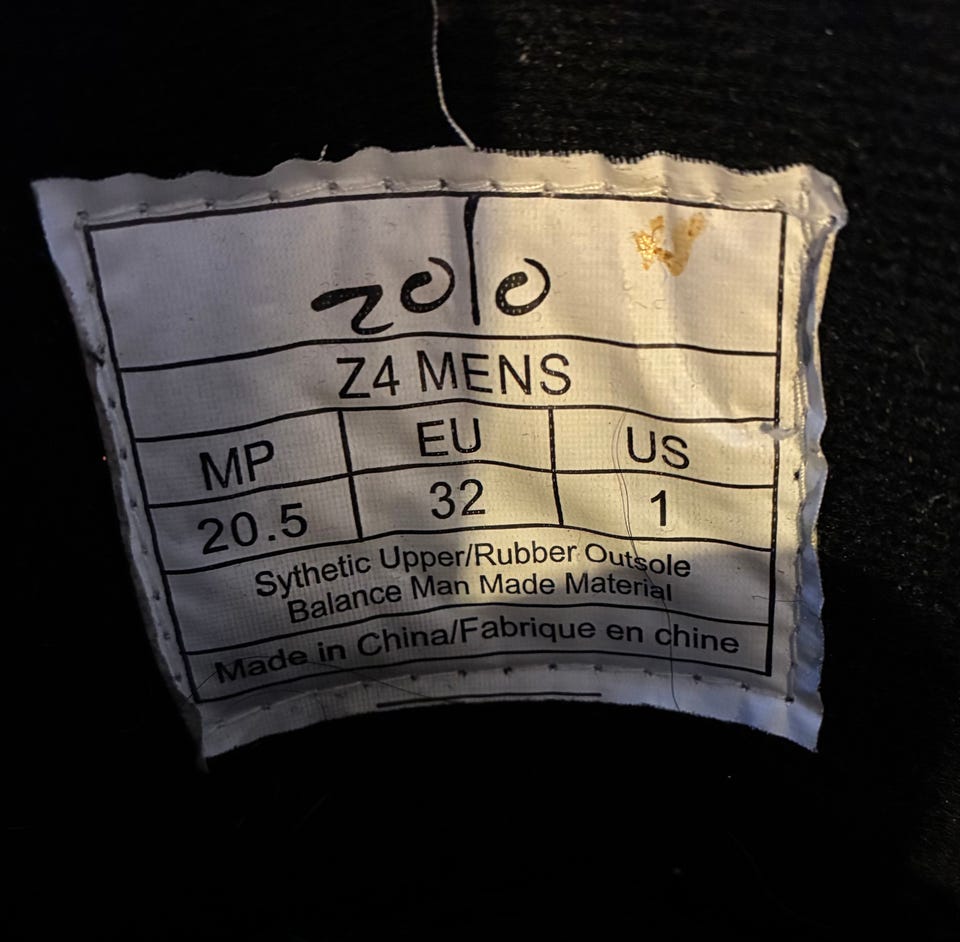 2010
Z4 MENS
MP EU US
20.5 32 1
Sythetic Upper/Rubber Outsole
Balance Man Made Material
Made in China/Fabrique en chine